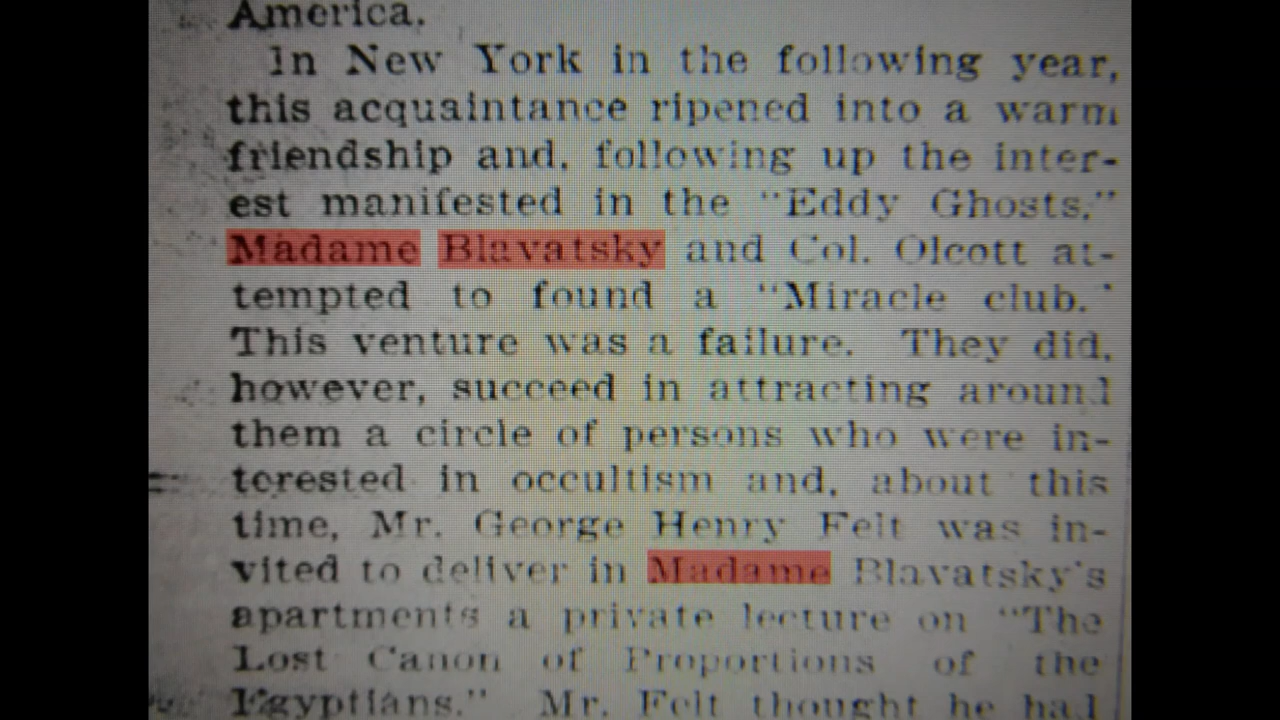 America.
In New York in the following year,
this acquaintance ripened into a warm
friendship and, following up the inter-
est manifested in the "Eddy Ghosts,"
Madame Blavatsky and Col. Olcott at-
tempted to found a "Miracle club.'
This venture was a failure. They did,
however, succeed in attracting around
them a circle of persons who were in-
terested in occultism and, about this
time, Mr. George Henry Felt was in-
vited to deliver in Madame Blavatsky's
apartments a private lecture on "The
Lost Canon of Proportions of the
Egyptians." Mr. Felt thought he had